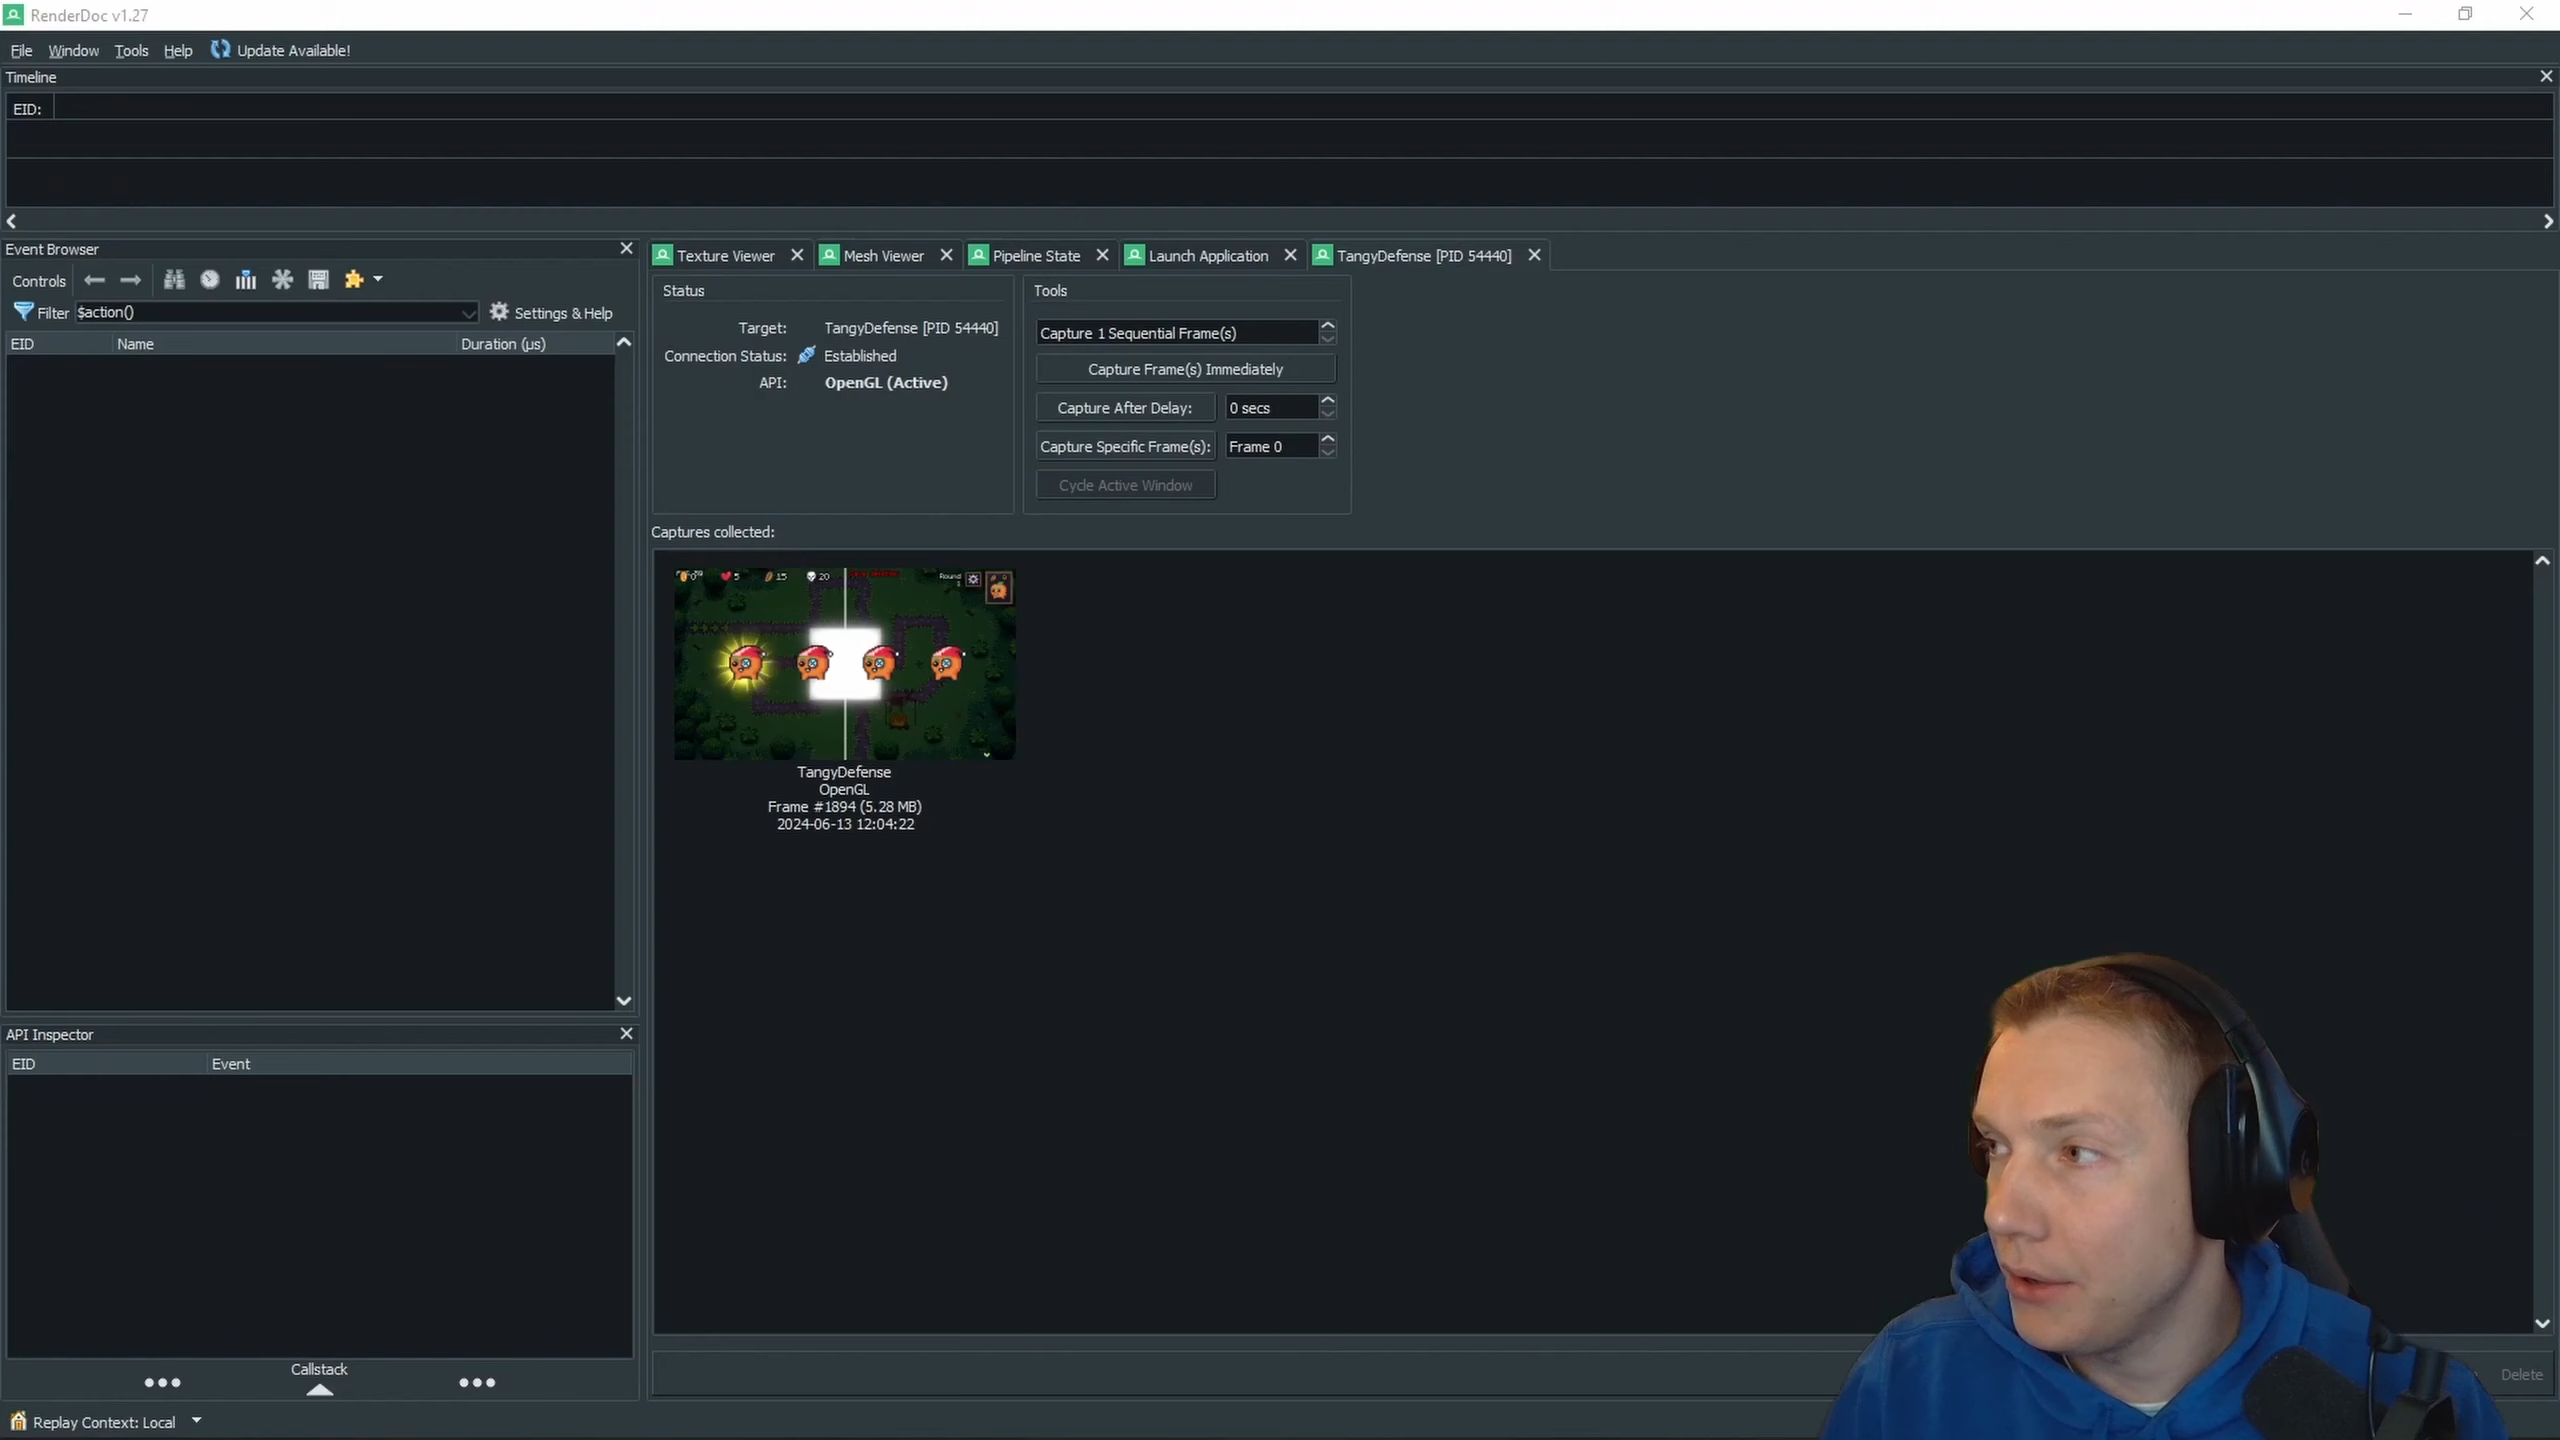 RenderDoc v1.27
File Window Tools Help Update Available!
Timeline
EID:
Event Browser
Controls
Filter $action() Settings & Help
EID Name Duration (µs)
API Inspector
EID Event
Callstack
Replay Context: Local
Texture Viewer Mesh Viewer Pipeline State Launch Application TangyDefense [PID 54440]
Status
Target: TangyDefense [PID 54440]
Connection Status: Established
API: OpenGL (Active)
Tools
Capture 1 Sequential Frame(s)
Capture Frame(s) Immediately
Capture After Delay: 0 secs
Capture Specific Frame(s): Frame 0
Cycle Active Window
Captures collected:
5 15 20 Round
TangyDefense
OpenGL
Frame #1894 (5.28 MB)
2024-06-13 12:04:22
Delete